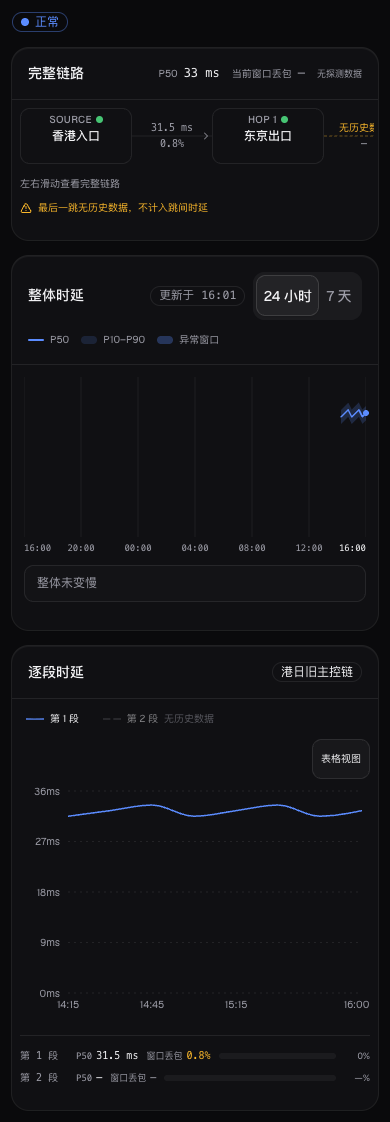 正常
完整链路 P50 33 ms 当前窗口丢包 — 无探测数据
SOURCE HOP 1
香港入口 31.5 ms 东京出口 无历史数
0.8% —
左右滑动查看完整链路
最后一跳无历史数据，不计入跳间时延
整体时延 更新于 16:01 24 小时 7 天
P50 P10–P90 异常窗口
16:00 20:00 00:00 04:00 08:00 12:00 16:00
整体未变慢
逐段时延 港日旧主控链
第 1 段 第 2 段 无历史数据
表格视图
36ms
27ms
18ms
9ms
0ms
14:15 14:45 15:15 16:00
第 1 段 P50 31.5 ms 窗口丢包 0.8% 0%
第 2 段 P50 — 窗口丢包 — —%